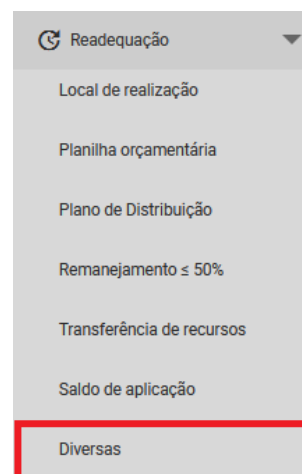 Readequação
Local de realização
Planilha orçamentária
Plano de Distribuição
Remanejamento ≤ 50%
Transferência de recursos
Saldo de aplicação
Diversas